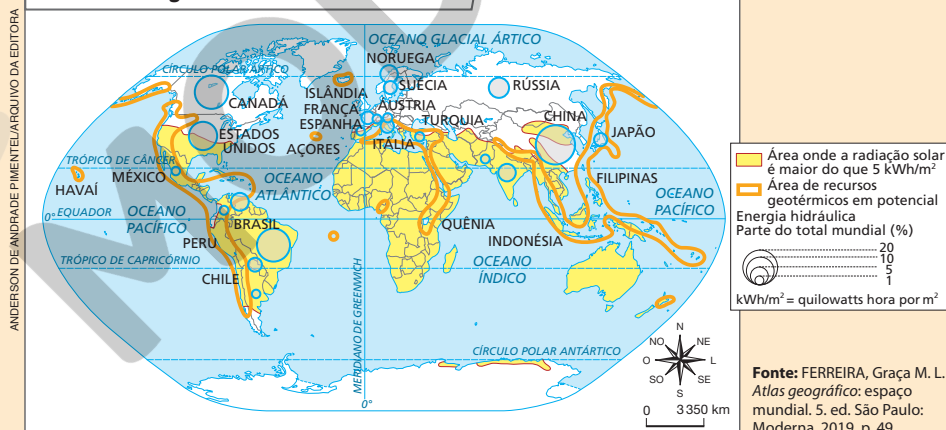 ANDERSON DE ANDRADE PIMENTEL/ARQUIVO DA EDITORA
OCEANO GLACIAL ÁRTICO
NORUEGA
CÍRCULO POLAR ÁRTICO
SUÉCIA
RÚSSIA
ISLÂNDIA
CANADÁ
FRANÇA
ÁUSTRIA
ESPANHA
TURQUIA
CHINA
ESTADOS
UNIDOS
JAPÃO
AÇORES
ITÁLIA
TRÓPICO DE CÂNCER
MÉXICO
HAVAÍ
OCEANO
ATLÂNTICO
FILIPINAS
OCEANO
PACÍFICO
0° EQUADOR
OCEANO
PACÍFICO
BRASIL
QUÊNIA
PERU
INDONÉSIA
TRÓPICO DE CAPRICÓRNIO
OCEANO
ÍNDICO
CHILE
MERIDIANO DE GREENWICH
CÍRCULO POLAR ANTÁRTICO
0°
N
NO
NE
O
L
SO
SE
S
0 3 350 km
Área onde a radiação solar
é maior do que 5 kWh/m²
Área de recursos
geotérmicos em potencial
Energia hidráulica
Parte do total mundial (%)
20
10
5
1
kWh/m² = quilowatts hora por m²
Fonte: FERREIRA, Graça M. L.
Atlas geográfico: espaço
mundial. 5. ed. São Paulo:
Moderna, 2019. p. 49.